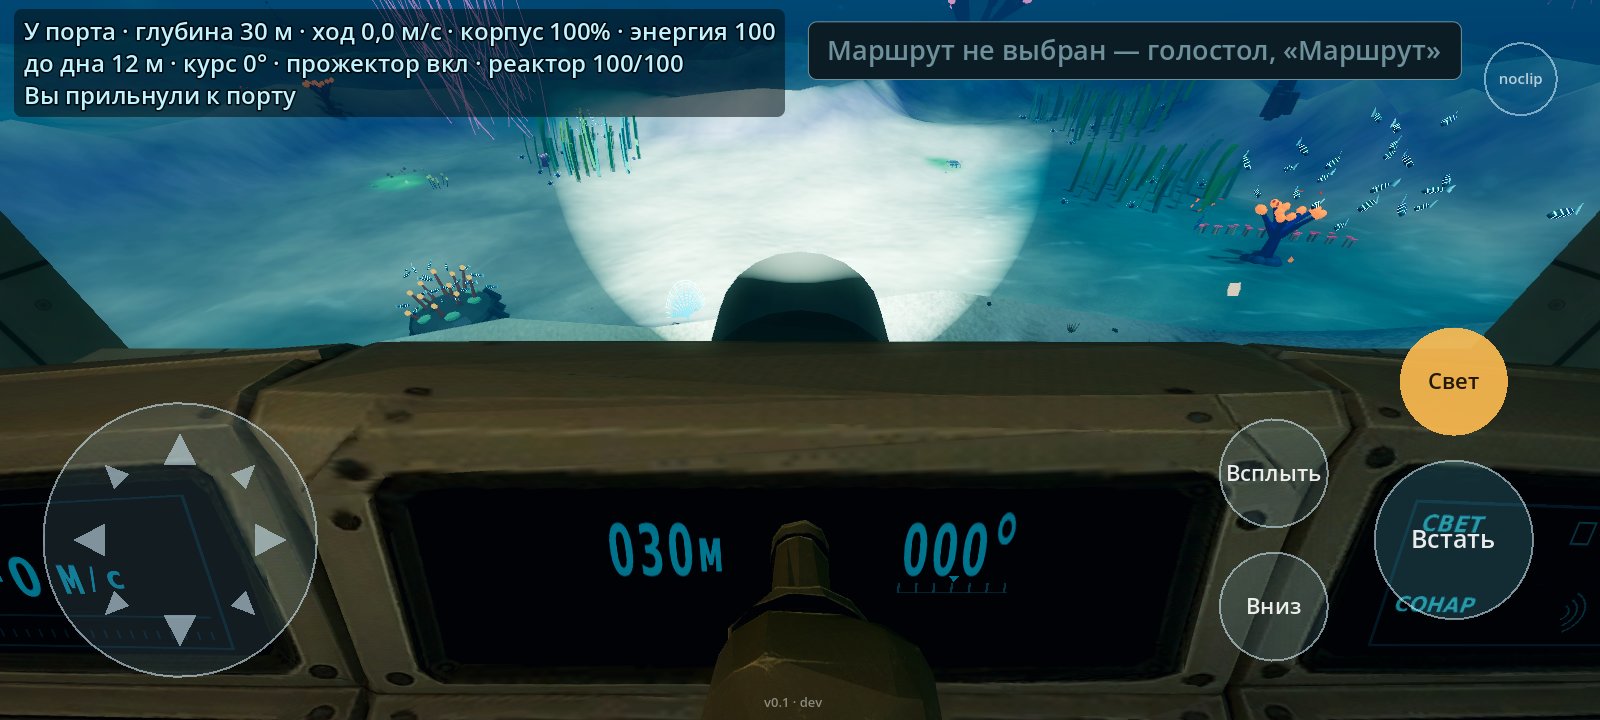 У порта · глубина 30 м · ход 0,0 м/с · корпус 100% · энергия 100
до дна 12 м · курс 0° · прожектор вкл · реактор 100/100
Вы прильнули к порту
Маршрут не выбран — голостол, «Маршрут»
noclip
Свет
Всплыть
СВЕТ
Встать
030м
000°
0 м/с
СОНАР
Вниз
v0.1 · dev